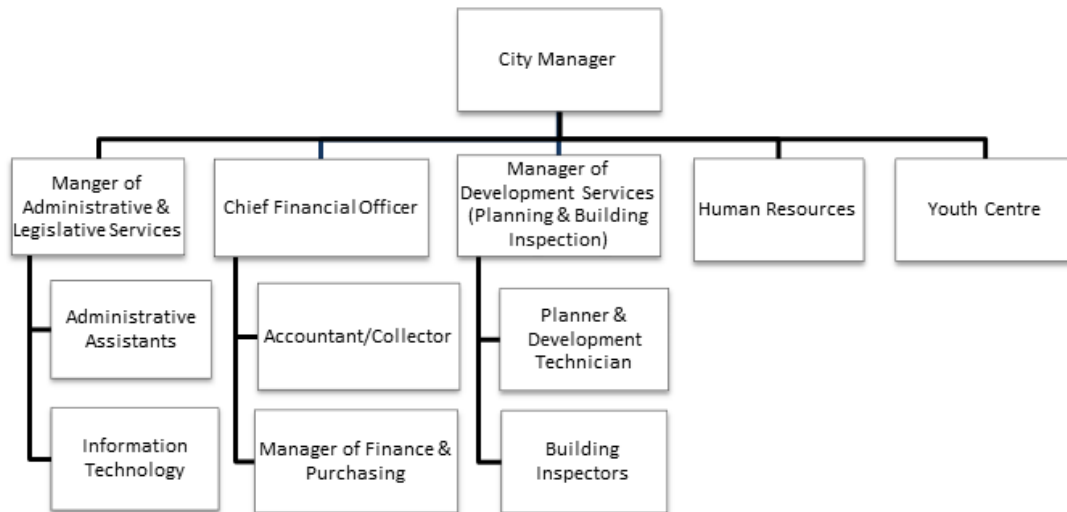 City Manager
Manger of
Administrative &
Legislative Services
Chief Financial Officer
Manager of
Development Services
(Planning & Building
Inspection)
Human Resources
Youth Centre
Administrative
Assistants
Accountant/Collector
Planner &
Development
Technician
Information
Technology
Manager of Finance &
Purchasing
Building
Inspectors